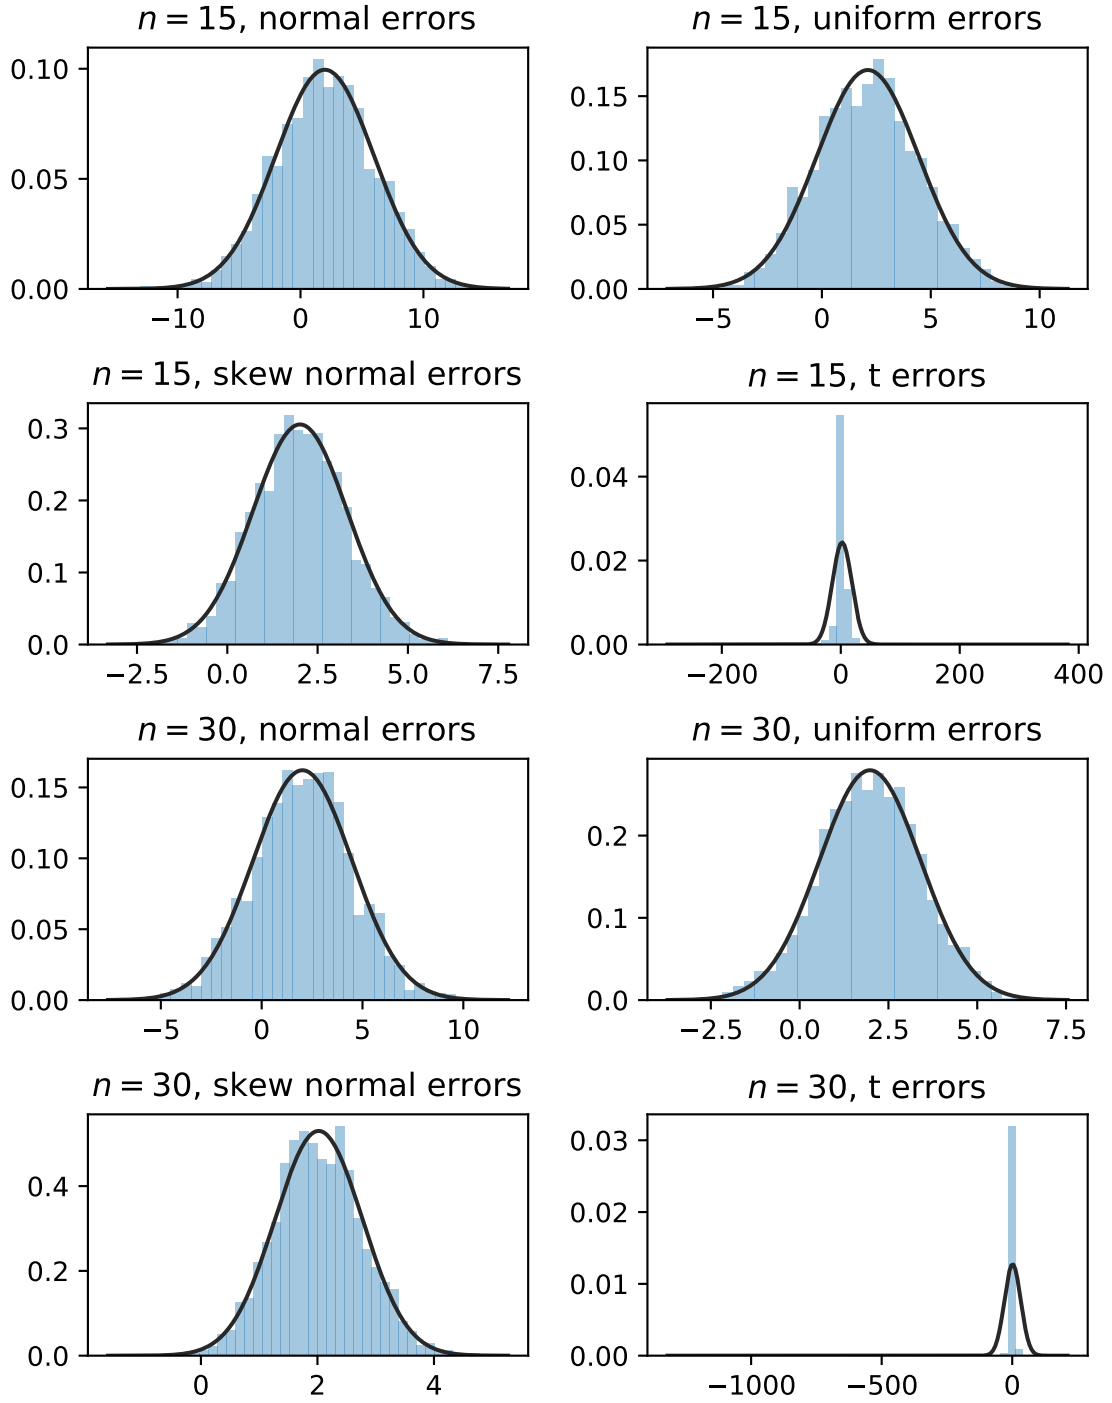 n = 15, normal errors
0.10
0.05
0.00
−10 0 10
n = 15, uniform errors
0.15
0.10
0.05
0.00
−5 0 5 10
n = 15, skew normal errors
0.3
0.2
0.1
0.0
−2.5 0.0 2.5 5.0 7.5
n = 15, t errors
0.04
0.02
0.00
−200 0 200 400
n = 30, normal errors
0.15
0.10
0.05
0.00
−5 0 5 10
n = 30, uniform errors
0.2
0.1
0.0
−2.5 0.0 2.5 5.0 7.5
n = 30, skew normal errors
0.4
0.2
0.0
0 2 4
n = 30, t errors
0.03
0.02
0.01
0.00
−1000 −500 0